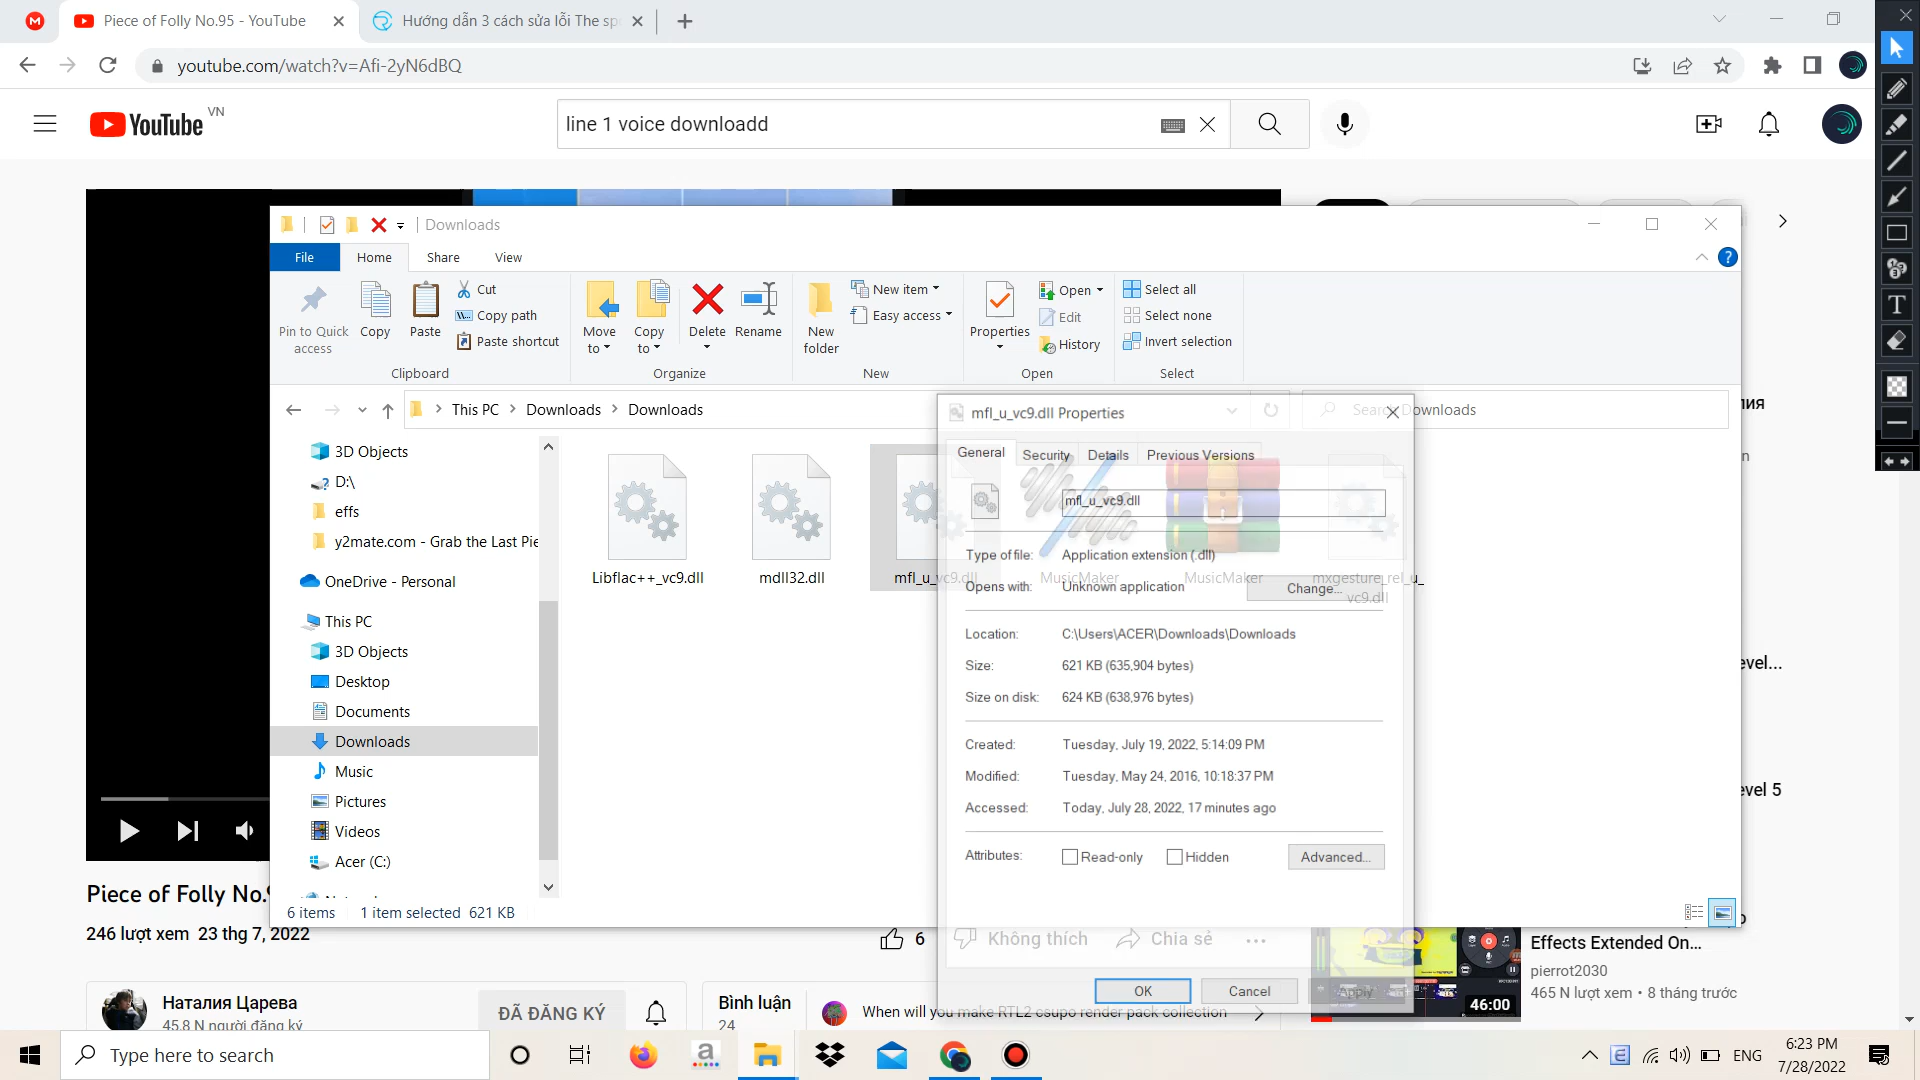 Piece of Folly No.95 - YouTube
Hướng dẫn 3 cách sửa lỗi The sp
youtube.com/watch?v=Afi-2yN6dBQ
YouTube VN
line 1 voice downloadd
Downloads
File Home Share View
Pin to Quick access
Copy
Paste
Cut
Copy path
Paste shortcut
Clipboard
Move to
Copy to
Delete
Rename
Organize
New folder
New item
Easy access
New
Properties
Open
Edit
History
Open
Select all
Select none
Invert selection
Select
This PC > Downloads > Downloads
Downloads
3D Objects
D:\
effs
y2mate.com - Grab the Last Pie
OneDrive - Personal
This PC
3D Objects
Desktop
Documents
Downloads
Music
Pictures
Videos
Acer (C:)
Libflac++_vc9.dll
mdll32.dll
mfl_u_vc9.dll
MusicMaker
MusicMaker
mxgesture_rel_u_
vc9.dll
mfl_u_vc9.dll Properties
General Security Details Previous Versions
mfl_u_vc9.dll
Type of file: Application extension (.dll)
Opens with: Unknown application
Change...
Location: C:\Users\ACER\Downloads\Downloads
Size: 621 KB (635,904 bytes)
Size on disk: 624 KB (638,976 bytes)
Created: Tuesday, July 19, 2022, 5:14:09 PM
Modified: Tuesday, May 24, 2016, 10:18:37 PM
Accessed: Today, July 28, 2022, 17 minutes ago
Attributes: Read-only Hidden
Advanced...
OK Cancel Apply
6 items 1 item selected 621 KB
Piece of Folly No.9
246 lượt xem 23 thg 7, 2022
6 Không thích Chia sẻ ...
Наталия Царева
45,8 N người đăng ký
ĐÃ ĐĂNG KÝ
Bình luận
24
When will you make RTL2 csupo render pack collection
ия
n
evel...
evel 5
Effects Extended On...
pierrot2030
465 N lượt xem • 8 tháng trước
46:00
Type here to search
ENG
6:23 PM
7/28/2022